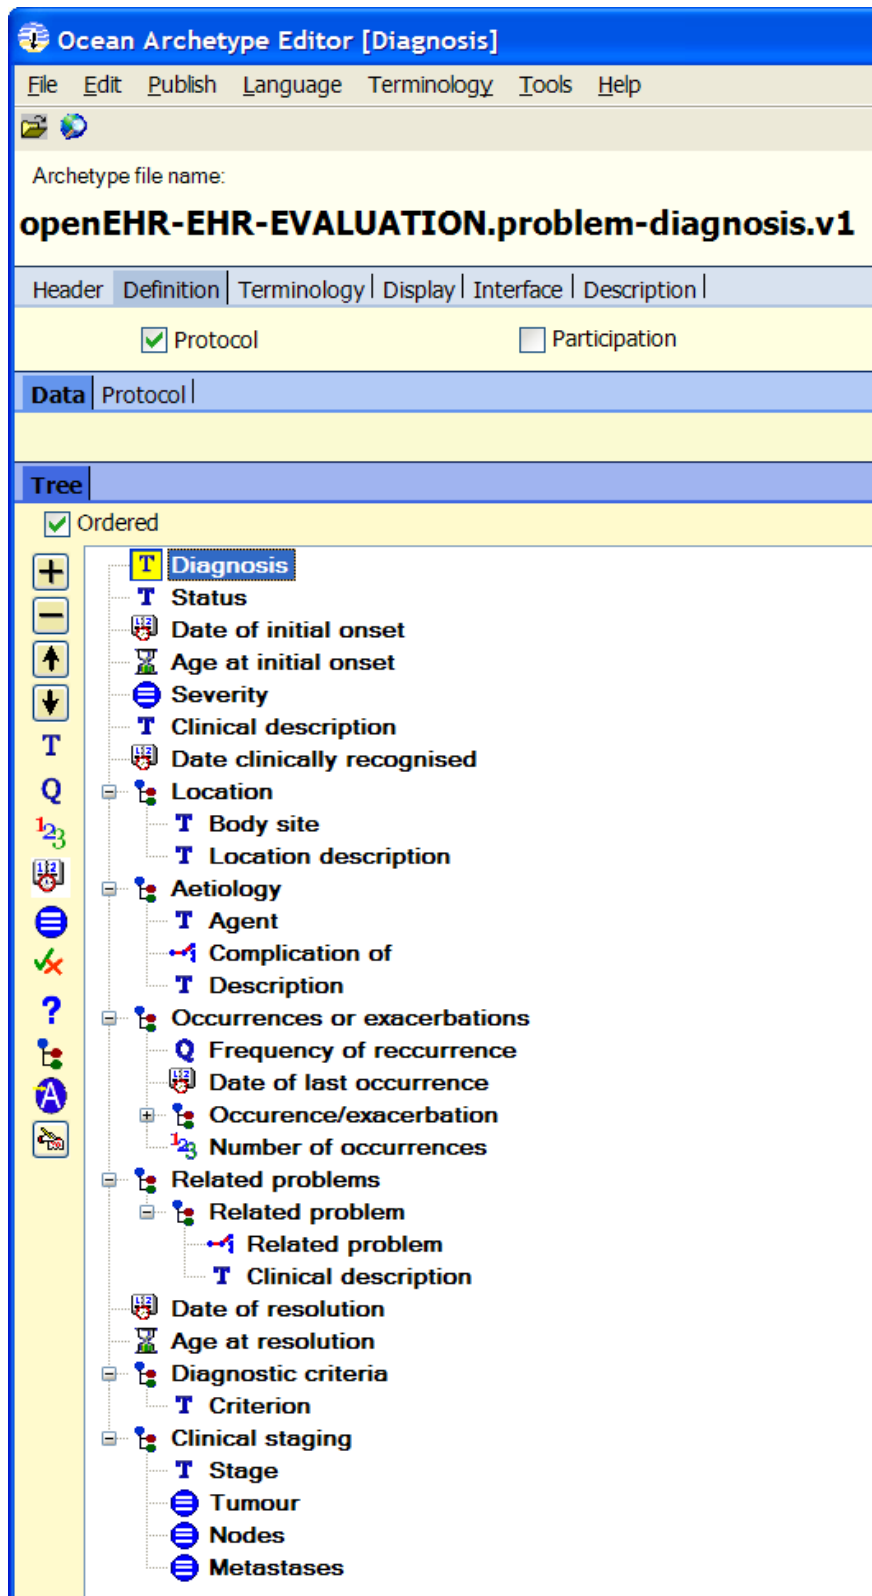 Ocean Archetype Editor [Diagnosis]
File Edit Publish Language Terminology Tools Help
Archetype file name:
openEHR-EHR-EVALUATION.problem-diagnosis.v1
Header Definition Terminology Display Interface Description
Protocol Participation
Data Protocol
Tree
Ordered
T Diagnosis
T Status
Date of initial onset
Age at initial onset
Severity
T Clinical description
Date clinically recognised
T
Q Location
T Body site
123 T Location description
Aetiology
T Agent
Complication of
T Description
? Occurrences or exacerbations
Q Frequency of reccurrence
Date of last occurrence
A Occurence/exacerbation
123 Number of occurrences
Related problems
Related problem
Related problem
T Clinical description
Date of resolution
Age at resolution
Diagnostic criteria
T Criterion
Clinical staging
T Stage
Tumour
Nodes
Metastases